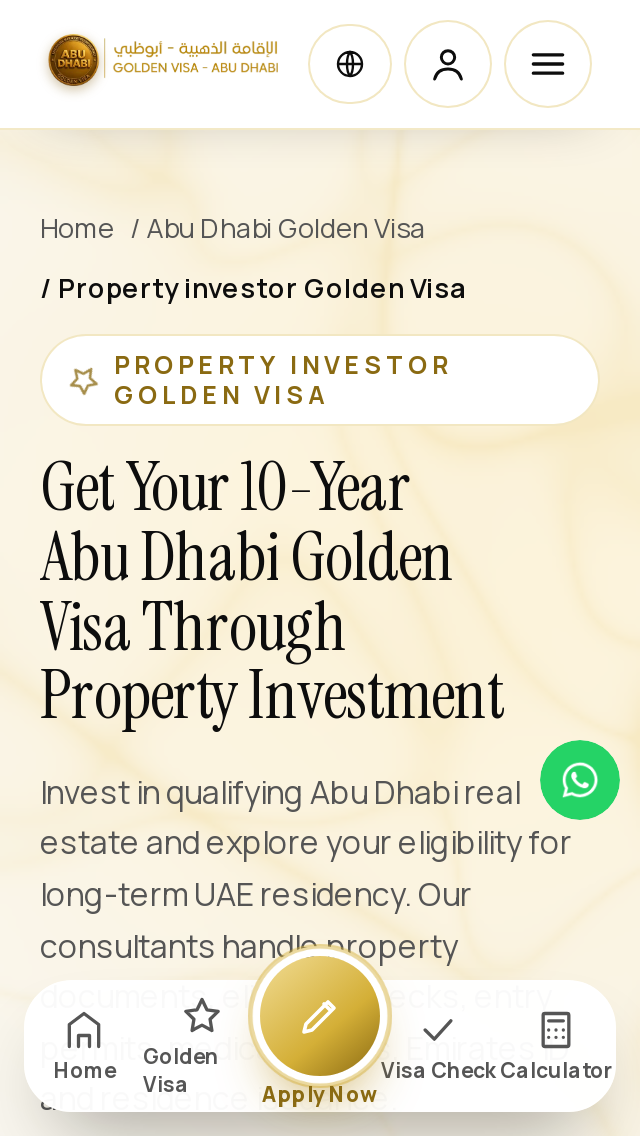 الإقامة الذهبية - أبوظبي
ABU DHABI
GOLDEN VISA - ABU DHABI
Home / Abu Dhabi Golden Visa
/ Property investor Golden Visa
PROPERTY INVESTOR
GOLDEN VISA
Get Your 10-Year
Abu Dhabi Golden
Visa Through
Property Investment
Invest in qualifying Abu Dhabi real
estate and explore your eligibility for
long-term UAE residency. Our
consultants handle property
Home
Golden Visa
Apply Now
Visa Check
Calculator